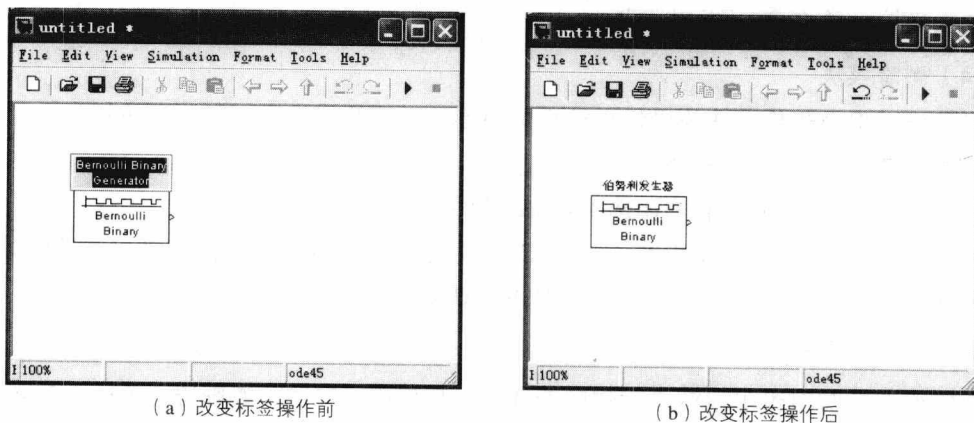 untitled *
File Edit View Simulation Format Tools Help
Bernoulli Binary
Generator
Bernoulli
Binary
100%
ode45
(a)改变标签操作前
untitled *
File Edit View Simulation Format Tools Help
伯努利发生器
Bernoulli
Binary
100%
ode45
(b)改变标签操作后